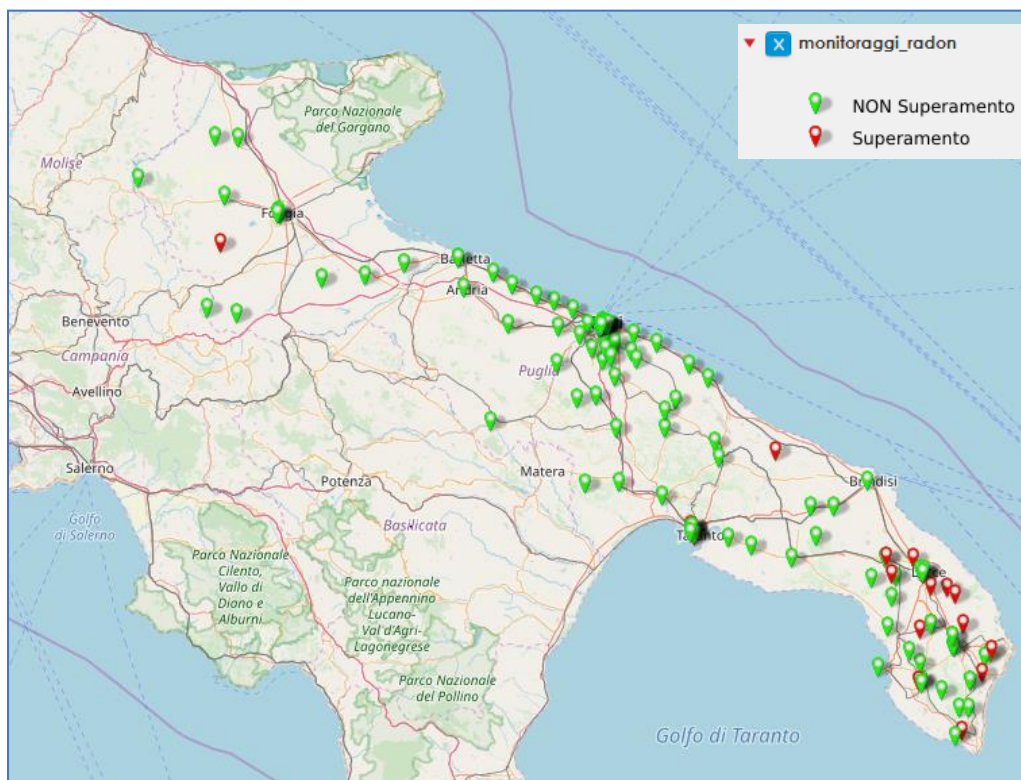 monitoraggi_radon
NON Superamento
Superamento
Parco Nazionale
del Gargano
Molise
Foggia
Barletta
Andria
Benevento
Campania
Avellino
Puglia
Salerno
Potenza
Matera
Brindisi
Basilicata
Golfo
di Salerno
Taranto
Parco Nazionale
Cilento,
Vallo di
Diano e
Alburni
Parco nazionale
dell'Appennino
Lucano-
Val d'Agri-
Lagonegrese
Lecce
Parco Nazionale
del Pollino
Golfo di Taranto